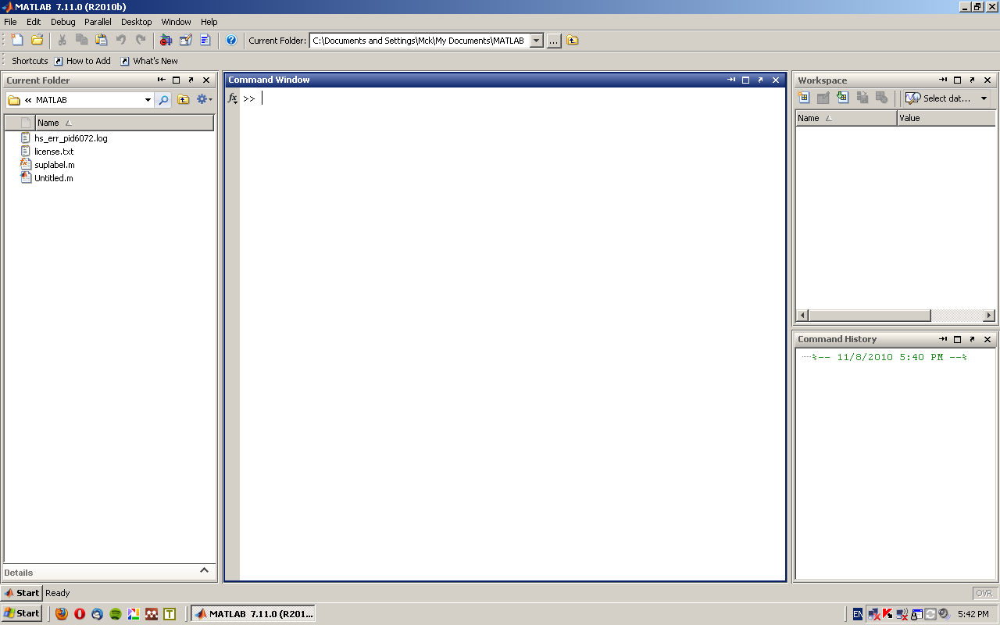 MATLAB 7.11.0 (R2010b)
File Edit Debug Parallel Desktop Window Help
Current Folder: C:\Documents and Settings\Mck\My Documents\MATLAB ...
Shortcuts How to Add What's New
Current Folder
« MATLAB
Name
hs_err_pid6072.log
license.txt
suplabel.m
Untitled.m
Details
Command Window
fx >>
Workspace
Select dat...
Name Value
Command History
%-- 11/8/2010 5:40 PM --%
Start Ready
OVR
Start MATLAB 7.11.0 (R201... EN 5:42 PM